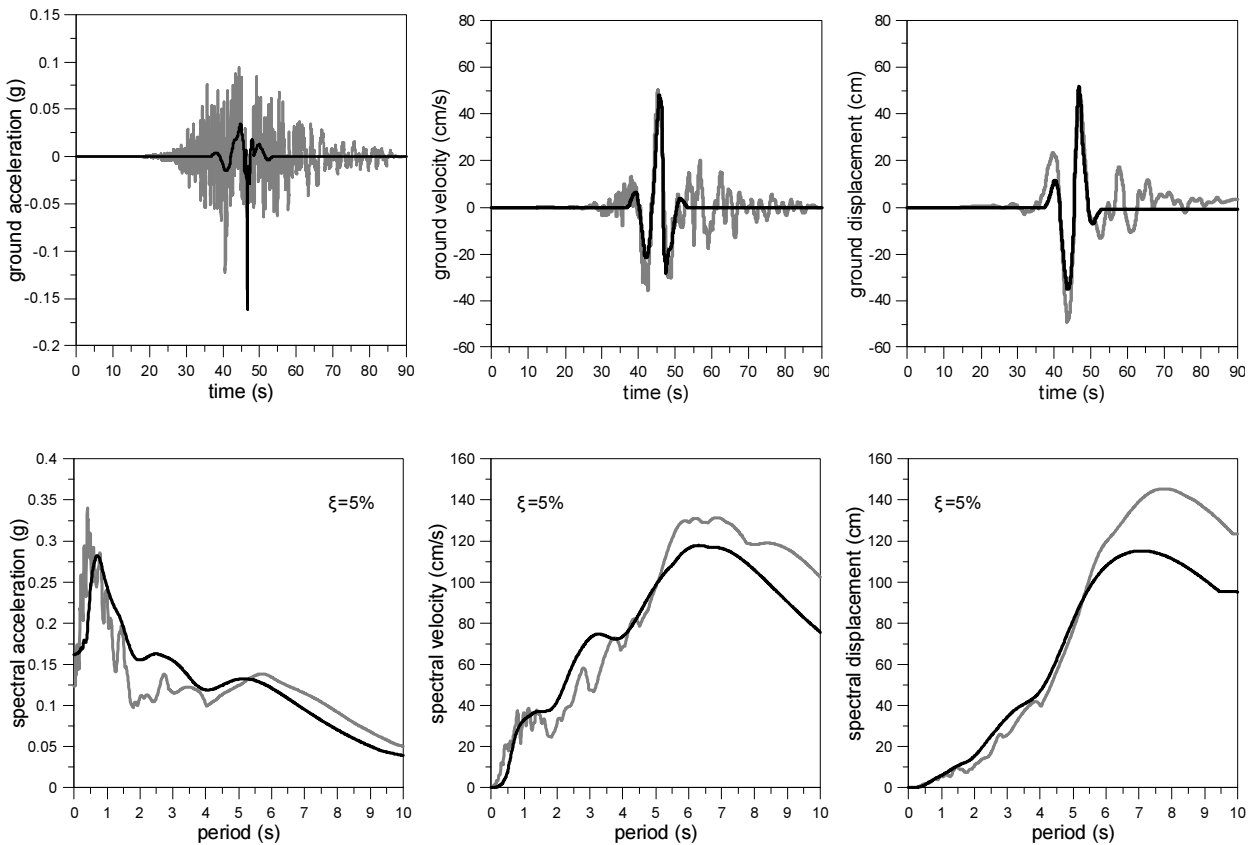 0.15
0.1
0.05
0
-0.05
-0.1
-0.15
-0.2
ground acceleration (g)
0 10 20 30 40 50 60 70 80 90
time (s)
80
60
40
20
0
-20
-40
-60
ground velocity (cm/s)
0 10 20 30 40 50 60 70 80 90
time (s)
80
60
40
20
0
-20
-40
-60
ground displacement (cm)
0 10 20 30 40 50 60 70 80 90
time (s)
0.4
0.35
0.3
0.25
0.2
0.15
0.1
0.05
0
spectral acceleration (g)
ξ=5%
0 1 2 3 4 5 6 7 8 9 10
period (s)
160
140
120
100
80
60
40
20
0
spectral velocity (cm/s)
ξ=5%
0 1 2 3 4 5 6 7 8 9 10
period (s)
160
140
120
100
80
60
40
20
0
spectral displacement (cm)
ξ=5%
0 1 2 3 4 5 6 7 8 9 10
period (s)